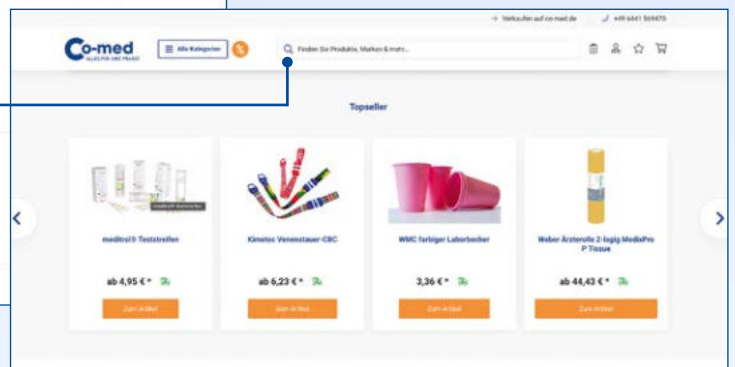 Verkaufen auf co-med.de
+49 6841 569478
Co-med
ALLES FÜR IHRE PRAXIS
Alle Kategorien
%
Finden Sie Produkte, Marken & mehr...
Topseller
meditrol® Teststreifen
Kimetec Venenstauer-CBC
WMC farbiger Laborbecher
Weber Ärzterolle 2-lagig MedixPro
P Tissue
ab 4,95 € *
ab 6,23 € *
3,36 € *
ab 44,43 € *
Zum Artikel
Zum Artikel
Zum Artikel
Zum Artikel